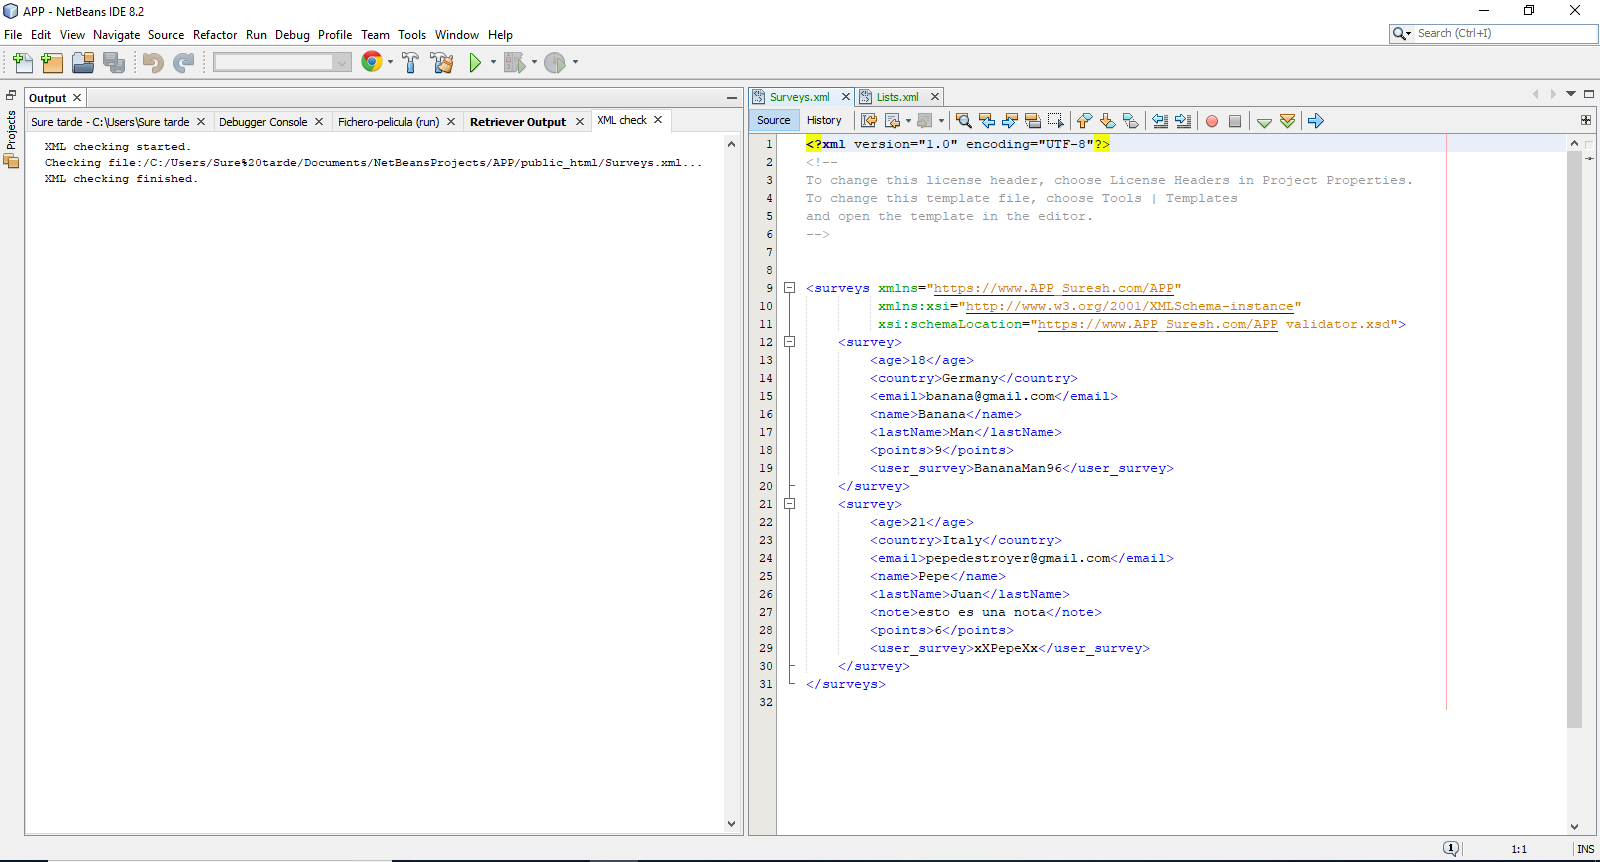 APP - NetBeans IDE 8.2
File Edit View Navigate Source Refactor Run Debug Profile Team Tools Window Help
Search (Ctrl+I)
Projects
Output
Sure tarde - C:\Users\Sure tarde
Debugger Console
Fichero-pelicula (run)
Retriever Output
XML check
XML checking started.
Checking file:/C:/Users/Sure%20tarde/Documents/NetBeansProjects/APP/public_html/Surveys.xml...
XML checking finished.
Surveys.xml
Lists.xml
Source
History
1 <?xml version="1.0" encoding="UTF-8"?>
2 <!--
3 To change this license header, choose License Headers in Project Properties.
4 To change this template file, choose Tools | Templates
5 and open the template in the editor.
6 -->
7
8
9 <surveys xmlns="https://www.APP_Suresh.com/APP"
10 xmlns:xsi="http://www.w3.org/2001/XMLSchema-instance"
11 xsi:schemaLocation="https://www.APP_Suresh.com/APP validator.xsd">
12 <survey>
13 <age>18</age>
14 <country>Germany</country>
15 <email>banana@gmail.com</email>
16 <name>Banana</name>
17 <lastName>Man</lastName>
18 <points>9</points>
19 <user_survey>BananaMan96</user_survey>
20 </survey>
21 <survey>
22 <age>21</age>
23 <country>Italy</country>
24 <email>pepedestroyer@gmail.com</email>
25 <name>Pepe</name>
26 <lastName>Juan</lastName>
27 <note>esto es una nota</note>
28 <points>6</points>
29 <user_survey>xXPepeXx</user_survey>
30 </survey>
31 </surveys>
32
1
1:1
INS